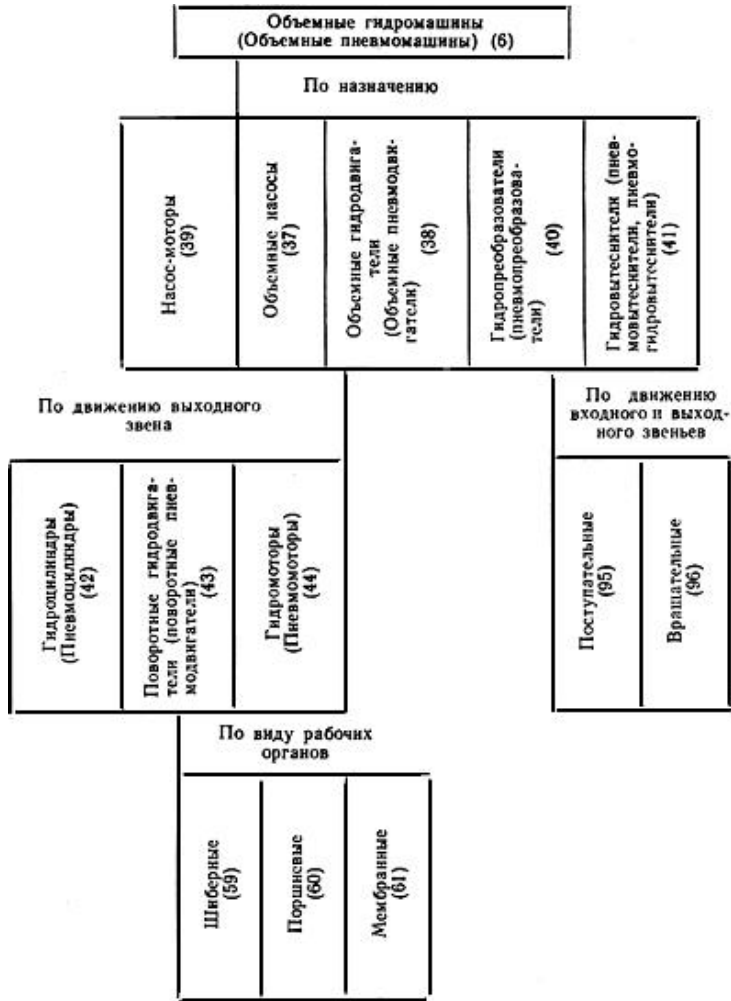 Объемные гидромашины
(Объемные пневмомашины) (6)
По назначению
Насос-моторы
(39)
Объемные насосы
(37)
Объемные гидродвига-
тели
(Объемные пневмодви-
гатели) (38)
Гидропреобразователи
(пневмопреобразова-
тели) (40)
Гидровытеснители (пнев-
мовытеснители, пневмо-
гидровытеснители)
(41)
По движению выходного
звена
Гидроцилиндры
(Пневмоцилиндры)
(42)
Поворотные гидродвига-
тели (поворотные пнев-
модвигатели) (43)
Гидромоторы
(Пневмомоторы)
(44)
По движению
входного и выход-
ного звеньев
Поступательные
(95)
Вращательные
(96)
По виду рабочих
органов
Шиберные
(59)
Поршневые
(60)
Мембранные
(61)